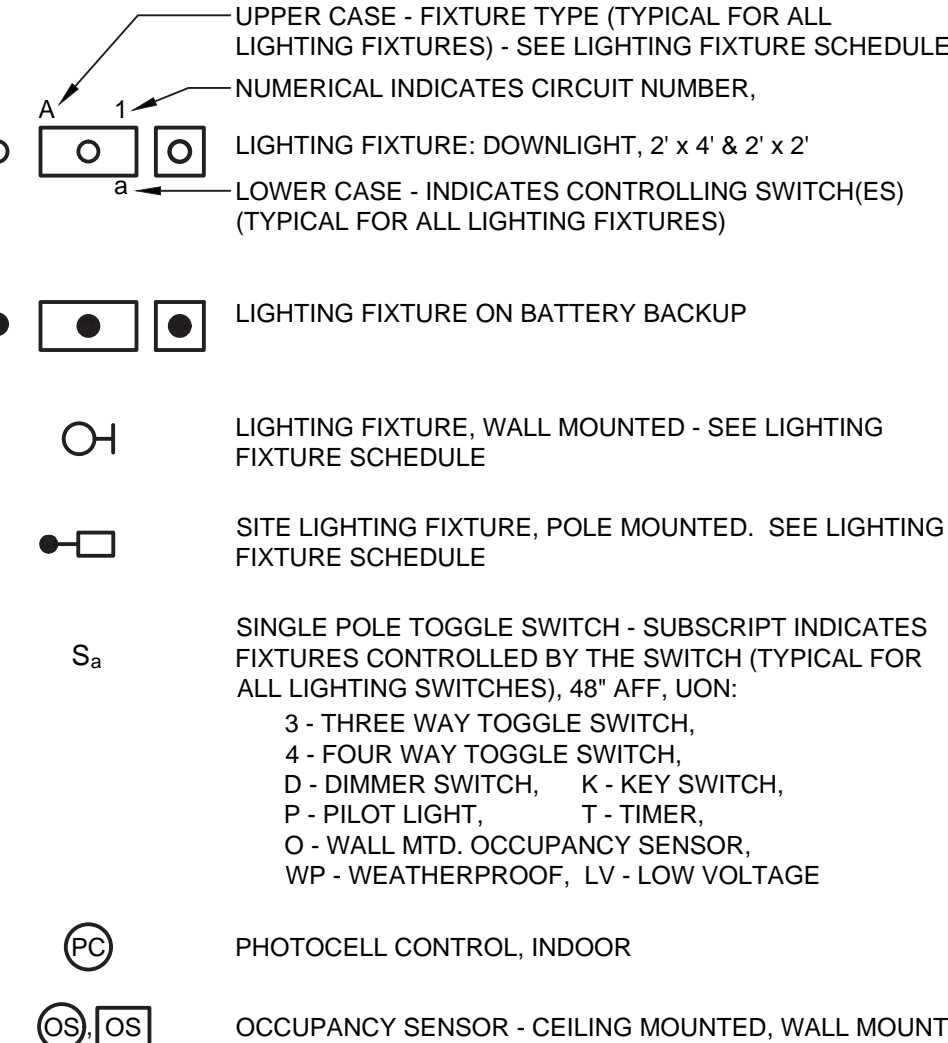 UPPER CASE - FIXTURE TYPE (TYPICAL FOR ALL
LIGHTING FIXTURES) - SEE LIGHTING FIXTURE SCHEDULE
NUMERICAL INDICATES CIRCUIT NUMBER,
A 1
LIGHTING FIXTURE: DOWNLIGHT, 2' x 4' & 2' x 2'
a
LOWER CASE - INDICATES CONTROLLING SWITCH(ES)
(TYPICAL FOR ALL LIGHTING FIXTURES)
LIGHTING FIXTURE ON BATTERY BACKUP
LIGHTING FIXTURE, WALL MOUNTED - SEE LIGHTING
FIXTURE SCHEDULE
SITE LIGHTING FIXTURE, POLE MOUNTED. SEE LIGHTING
FIXTURE SCHEDULE
Sa
SINGLE POLE TOGGLE SWITCH - SUBSCRIPT INDICATES
FIXTURES CONTROLLED BY THE SWITCH (TYPICAL FOR
ALL LIGHTING SWITCHES), 48" AFF, UON:
3 - THREE WAY TOGGLE SWITCH,
4 - FOUR WAY TOGGLE SWITCH,
D - DIMMER SWITCH, K - KEY SWITCH,
P - PILOT LIGHT, T - TIMER,
O - WALL MTD. OCCUPANCY SENSOR,
WP - WEATHERPROOF, LV - LOW VOLTAGE
PC PHOTOCELL CONTROL, INDOOR
OS, OS OCCUPANCY SENSOR - CEILING MOUNTED, WALL MOUNT